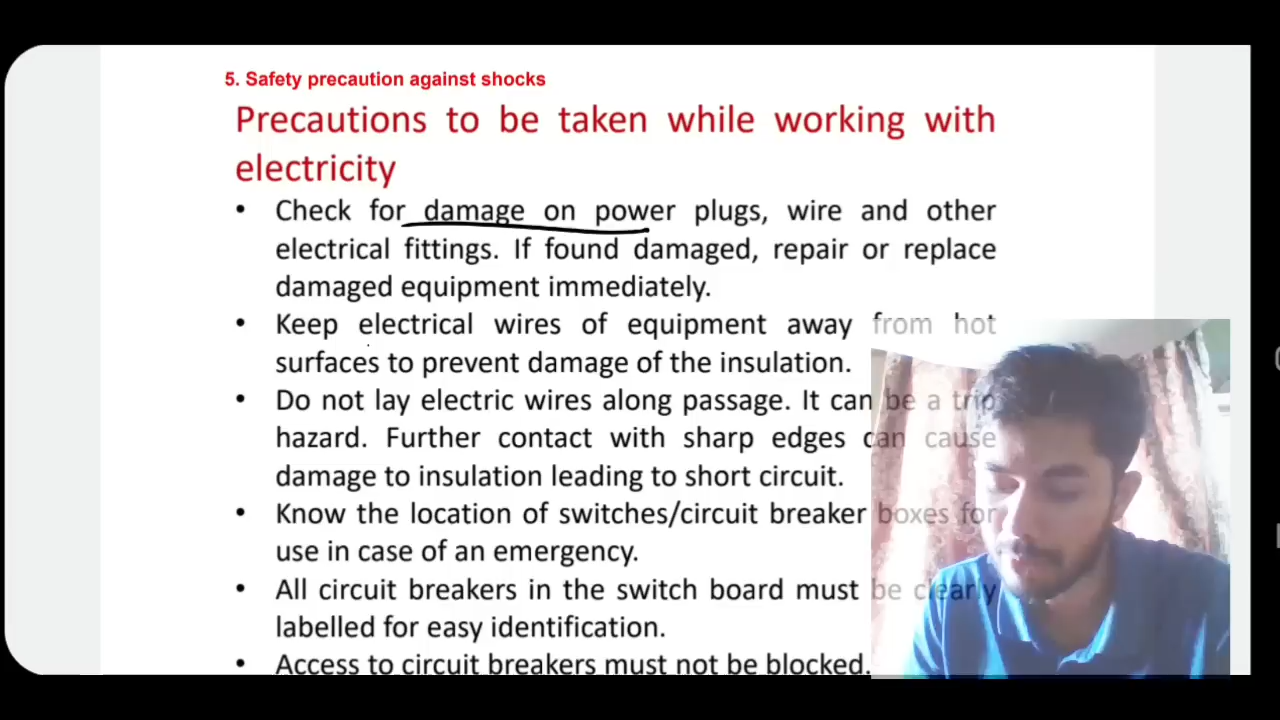 5. Safety precaution against shocks
Precautions to be taken while working with
electricity
• Check for damage on power plugs, wire and other
electrical fittings. If found damaged, repair or replace
damaged equipment immediately.
• Keep electrical wires of equipment away from hot
surfaces to prevent damage of the insulation.
• Do not lay electric wires along passage. It can be a trip
hazard. Further contact with sharp edges can cause
damage to insulation leading to short circuit.
• Know the location of switches/circuit breaker boxes for
use in case of an emergency.
• All circuit breakers in the switch board must be clearly
labelled for easy identification.
• Access to circuit breakers must not be blocked.